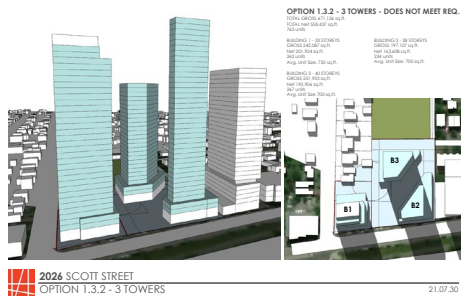 OPTION 1.3.2 - 3 TOWERS - DOES NOT MEET REQ.
TOTAL GROSS 671,126 sq.ft.
TOTAL Net 558,437 sq.ft.
763 units
BUILDING 1 - 35 STOREYS
GROSS 242,087 sq.ft.
Net 201,924 sq.ft.
262 units
Avg. Unit Size 750 sq.ft.
BUILDING 3 - 28 STOREYS
GROSS 197,107 sq.ft.
Net 163,608 sq.ft.
234 units
Avg. Unit Size 700 sq.ft.
BUILDING 2 - 40 STOREYS
GROSS 231,933 sq.ft.
Net 192,906 sq.ft.
267 units
Avg. Unit Size 700 sq.ft.
B3
B1
B2
2026 SCOTT STREET
OPTION 1.3.2 - 3 TOWERS
21.07.30